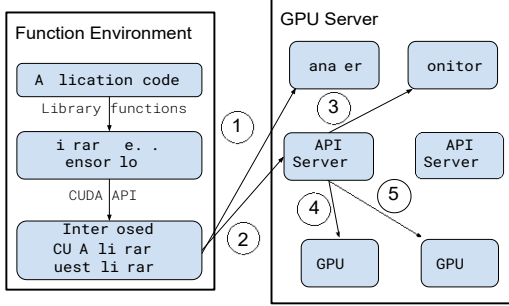 Function Environment
A lication code
Library functions
i rar e. .
ensor lo
CUDA API
Inter osed
CU A li rar
uest li rar
GPU Server
ana er
onitor
API
Server
API
Server
GPU
GPU
1
2
3
4
5